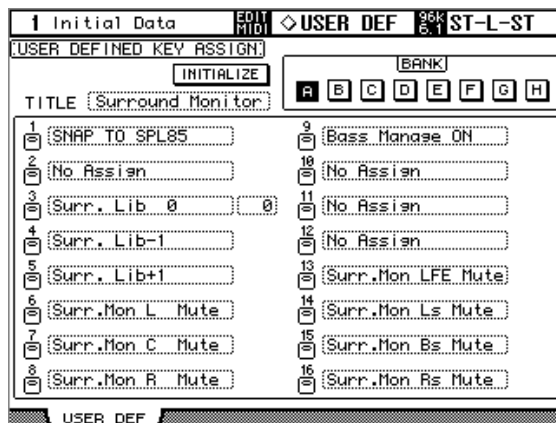 1 Initial Data EDIT MIDI ◇USER DEF 96k 6.1 ST-L-ST
USER DEFINED KEY ASSIGN
INITIALIZE
BANK
TITLE Surround Monitor
A B C D E F G H
1 SNAP TO SPL85
2 No Assign
3 Surr. Lib 0 0
4 Surr. Lib-1
5 Surr. Lib+1
6 Surr.Mon L Mute
7 Surr.Mon C Mute
8 Surr.Mon R Mute
9 Bass Manage ON
10 No Assign
11 No Assign
12 No Assign
13 Surr.Mon LFE Mute
14 Surr.Mon Ls Mute
15 Surr.Mon Bs Mute
16 Surr.Mon Rs Mute
USER DEF